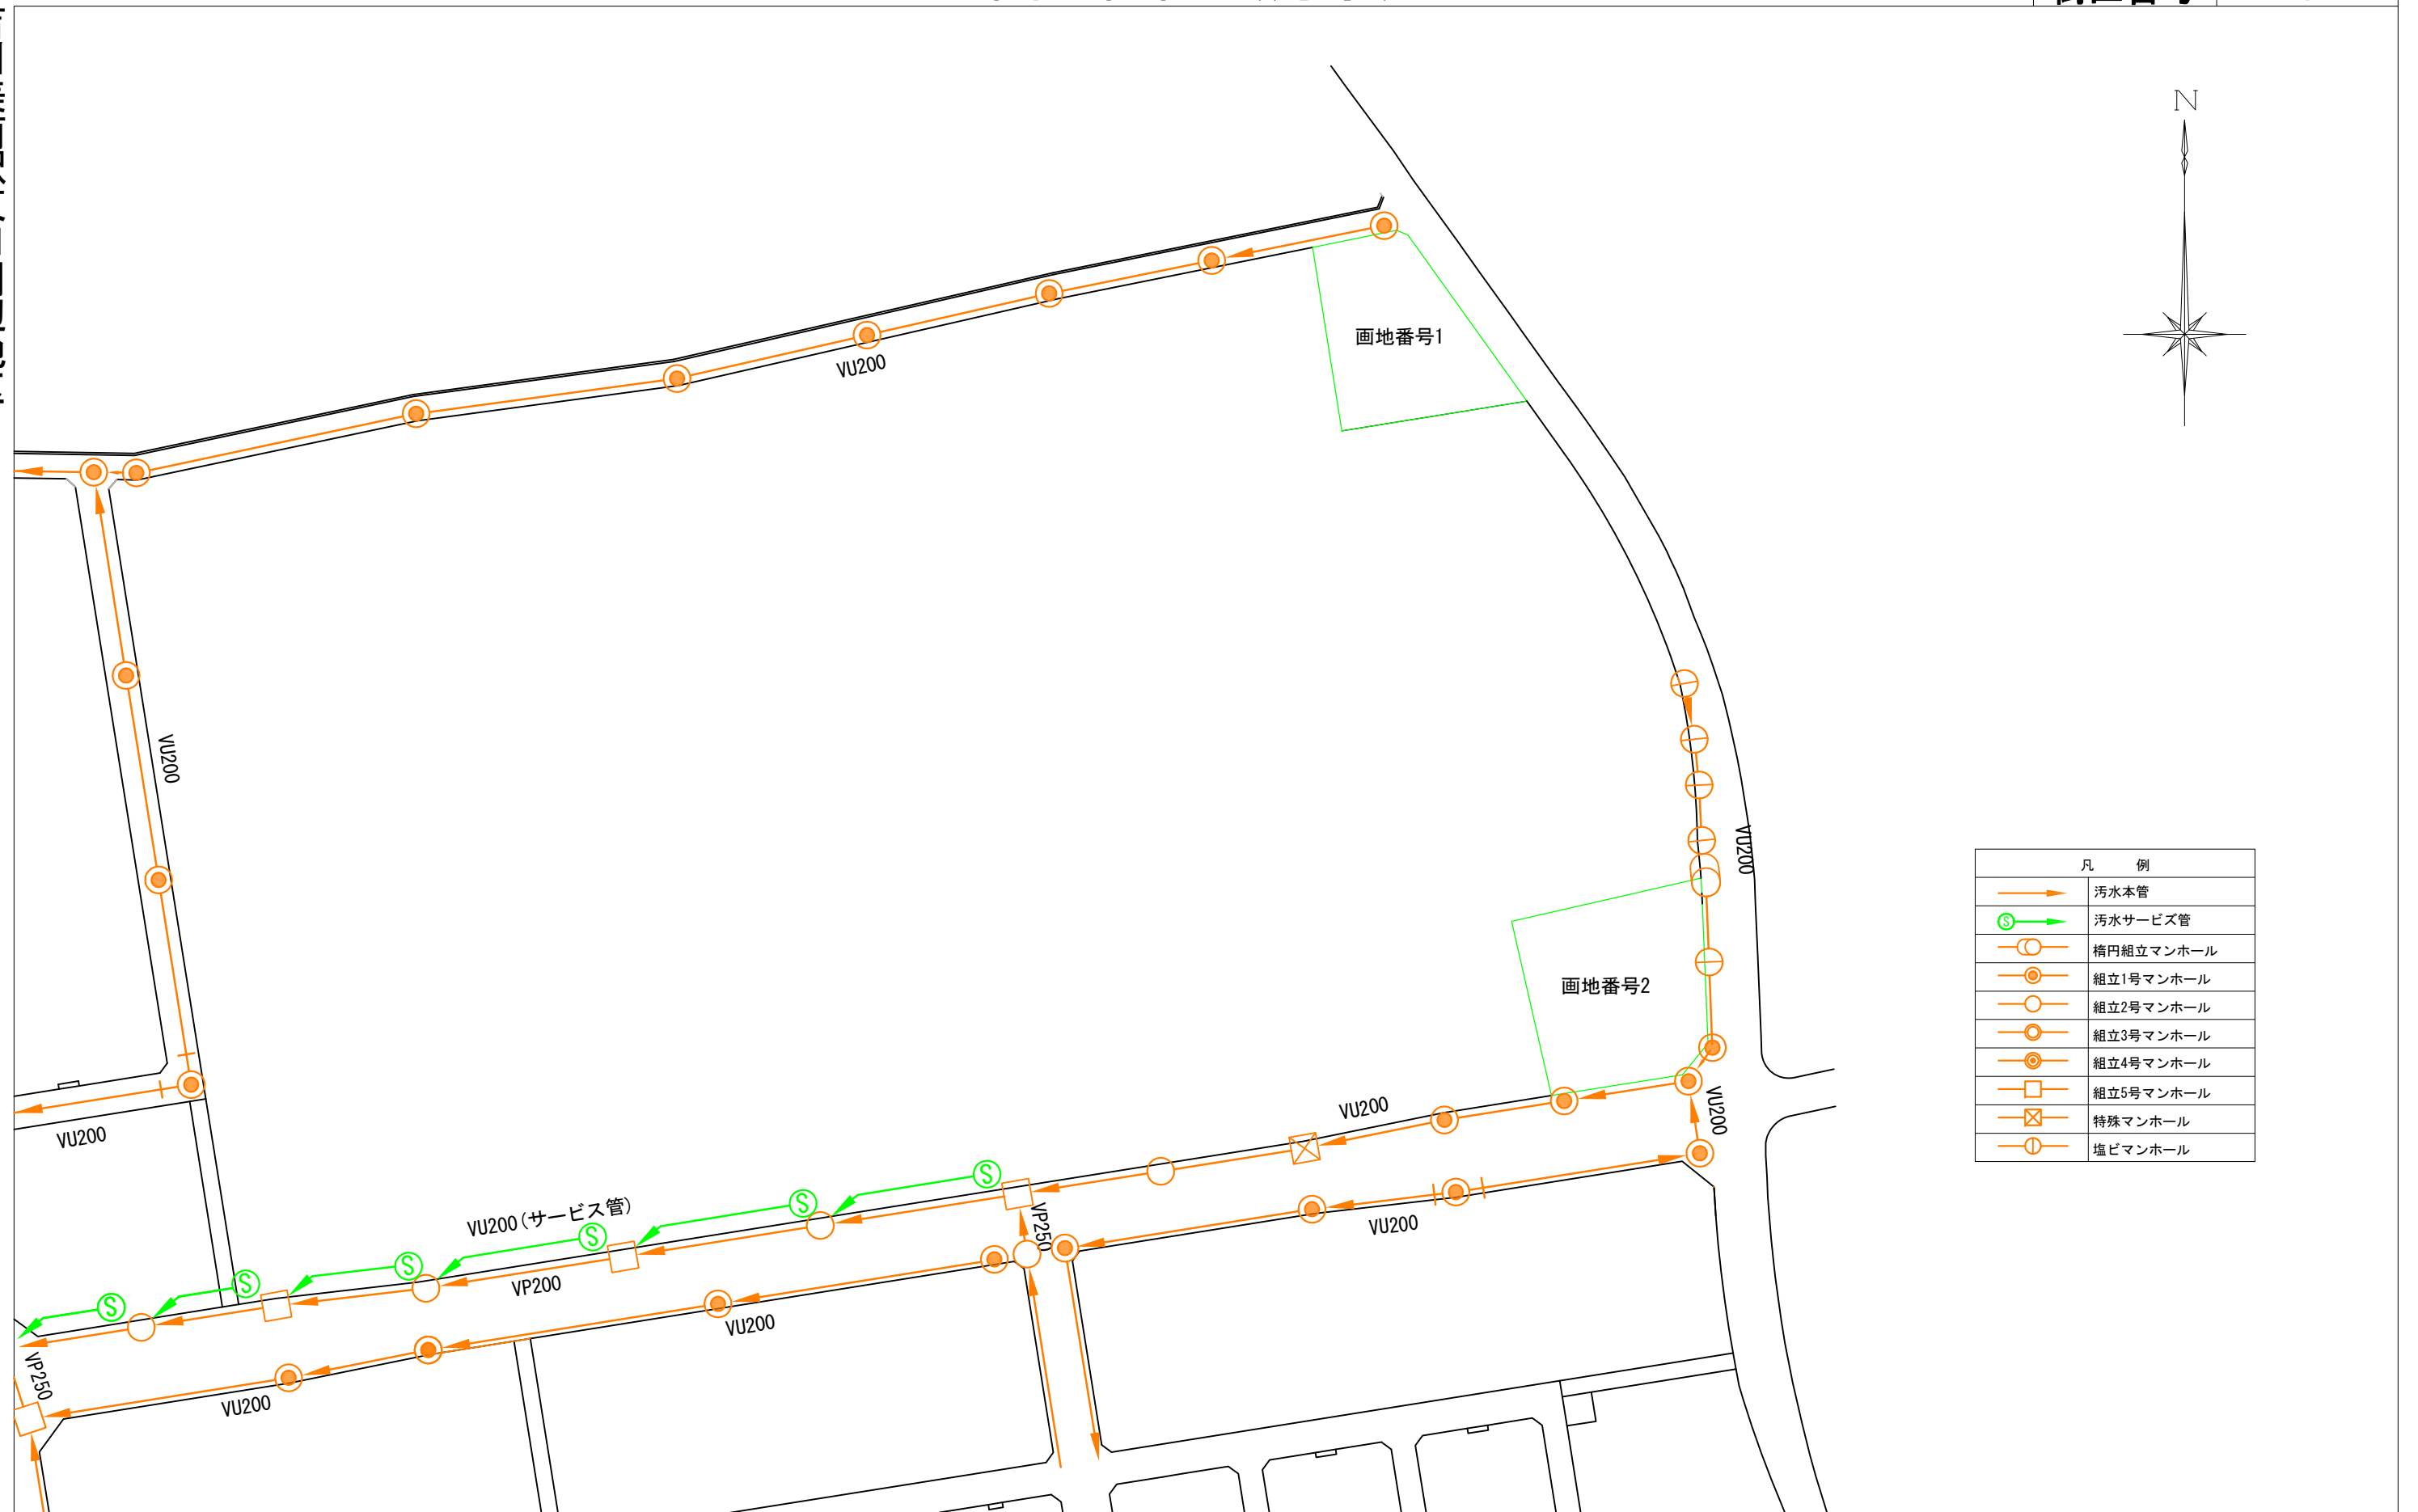 N
画地番号1
VU200
VU200
VU200
凡　例
汚水本管
S 汚水サービズ管
楕円組立マンホール
組立1号マンホール
組立2号マンホール
組立3号マンホール
組立4号マンホール
組立5号マンホール
特殊マンホール
塩ビマンホール
画地番号2
VU200
VU200
VU200
S
VU200(サービス管)
S
VP250
VU200
S
S
VP200
S
S
VU200
VP250
VU200